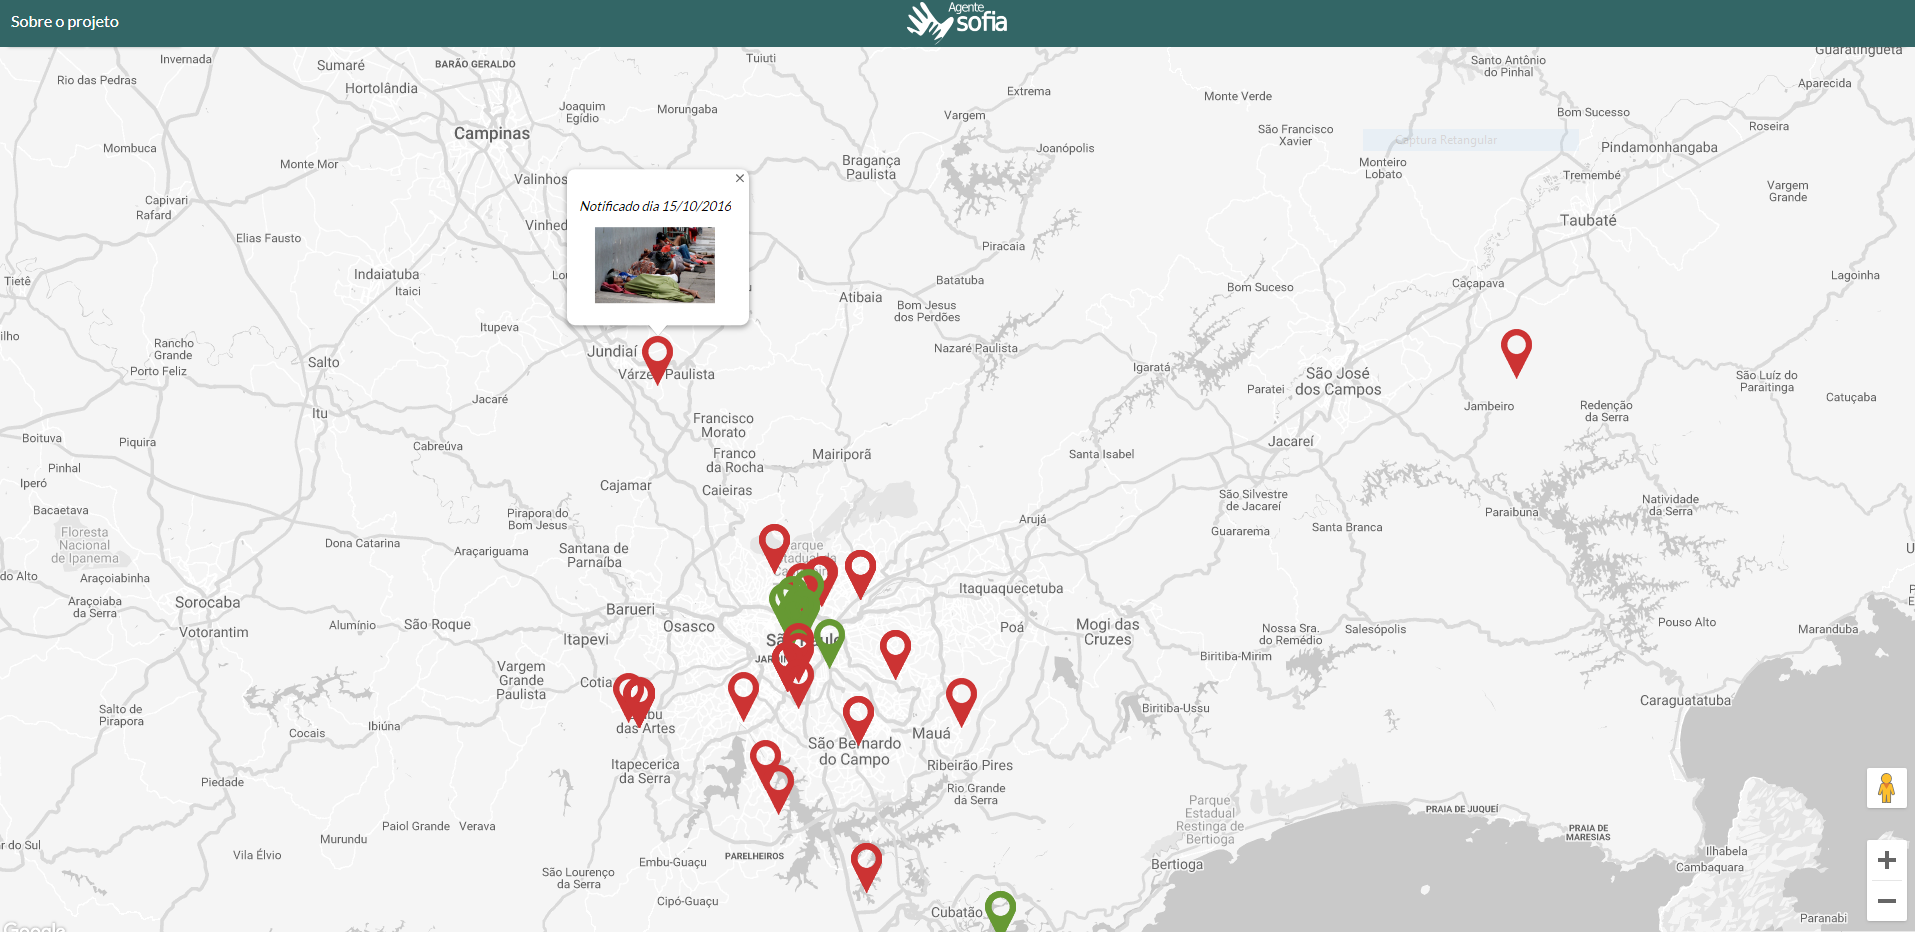 Sobre o projeto
Agente
sofia
Invernada
Sumaré
BARÃO GERALDO
Tuiuti
Santo Antônio
do Pinhal
Guaratinguetá
Rio das Pedras
Hortolândia
Joaquim
Egídio
Morungaba
Extrema
Monte Verde
Aparecida
Campinas
Vargem
São Francisco
Xavier
Captura Retangular
Bom Sucesso
Roseira
Mombuca
Monte Mor
Bragança
Paulista
Joanópolis
Monteiro
Lobato
Pindamonhangaba
Tremembé
Valinhos
Capivari
Rafard
Vargem
Grande
Notificado dia 15/10/2016
Vinhed
Elias Fausto
Piracaia
Taubaté
Tietê
Indaiatuba
Itaici
Lou
Batatuba
Bom Suceso
Caçapava
Lagoinha
Atibaia
Bom Jesus
dos Perdões
Itupeva
ilho
Rancho
Grande
Porto Feliz
Salto
Jundiaí
Nazaré Paulista
Várze Paulista
Igaratá
São José
dos Campos
Paratei
São Luíz do
Paraitinga
Catuçaba
Jacaré
Itu
Francisco
Morato
Jambeiro
Redenção
da Serra
Boituva
Piquira
Cabreúva
Franco
da Rocha
Mairiporã
Santa Isabel
Jacareí
Pinhal
Iperó
Cajamar
Caieiras
São Silvestre
de Jacareí
Natividade
da Serra
Bacaetava
Pirapora do
Bom Jesus
Arujá
Guararema
Santa Branca
Paraibuna
Floresta
Nacional
de Ipanema
Dona Catarina
Araçariguama
Santana de
Parnaíba
do Alto
Araçoiabinha
Itaquaquecetuba
Araçoiaba
da Serra
Sorocaba
Votorantim
Alumínio
São Roque
Barueri
Itapevi
Osasco
Poá
Mogi das
Cruzes
Nossa Sra.
do Remédio
Salesópolis
Pouso Alto
Maranduba
Biritiba-Mirim
Vargem
Grande
Paulista
Cotia
Salto de
Pirapora
Ibiúna
Cocais
das Artes
Biritiba-Ussu
Caraguatatuba
Mauá
São Bernardo
do Campo
Itapecerica
da Serra
Ribeirão Pires
Piedade
Rio Grande
da Serra
Parque
Estadual
Restinga de
Bertioga
PRAIA DE JUQUEÍ
PRAIA DE
MARESIAS
Paiol Grande
Verava
Murundu
r do Sul
Vila Élvio
Embu-Guaçu
PARELHEIROS
Bertioga
Ilhabela
Cambaquara
São Lourenço
da Serra
Cipó-Guaçu
Cubatão
Paranabi
Google